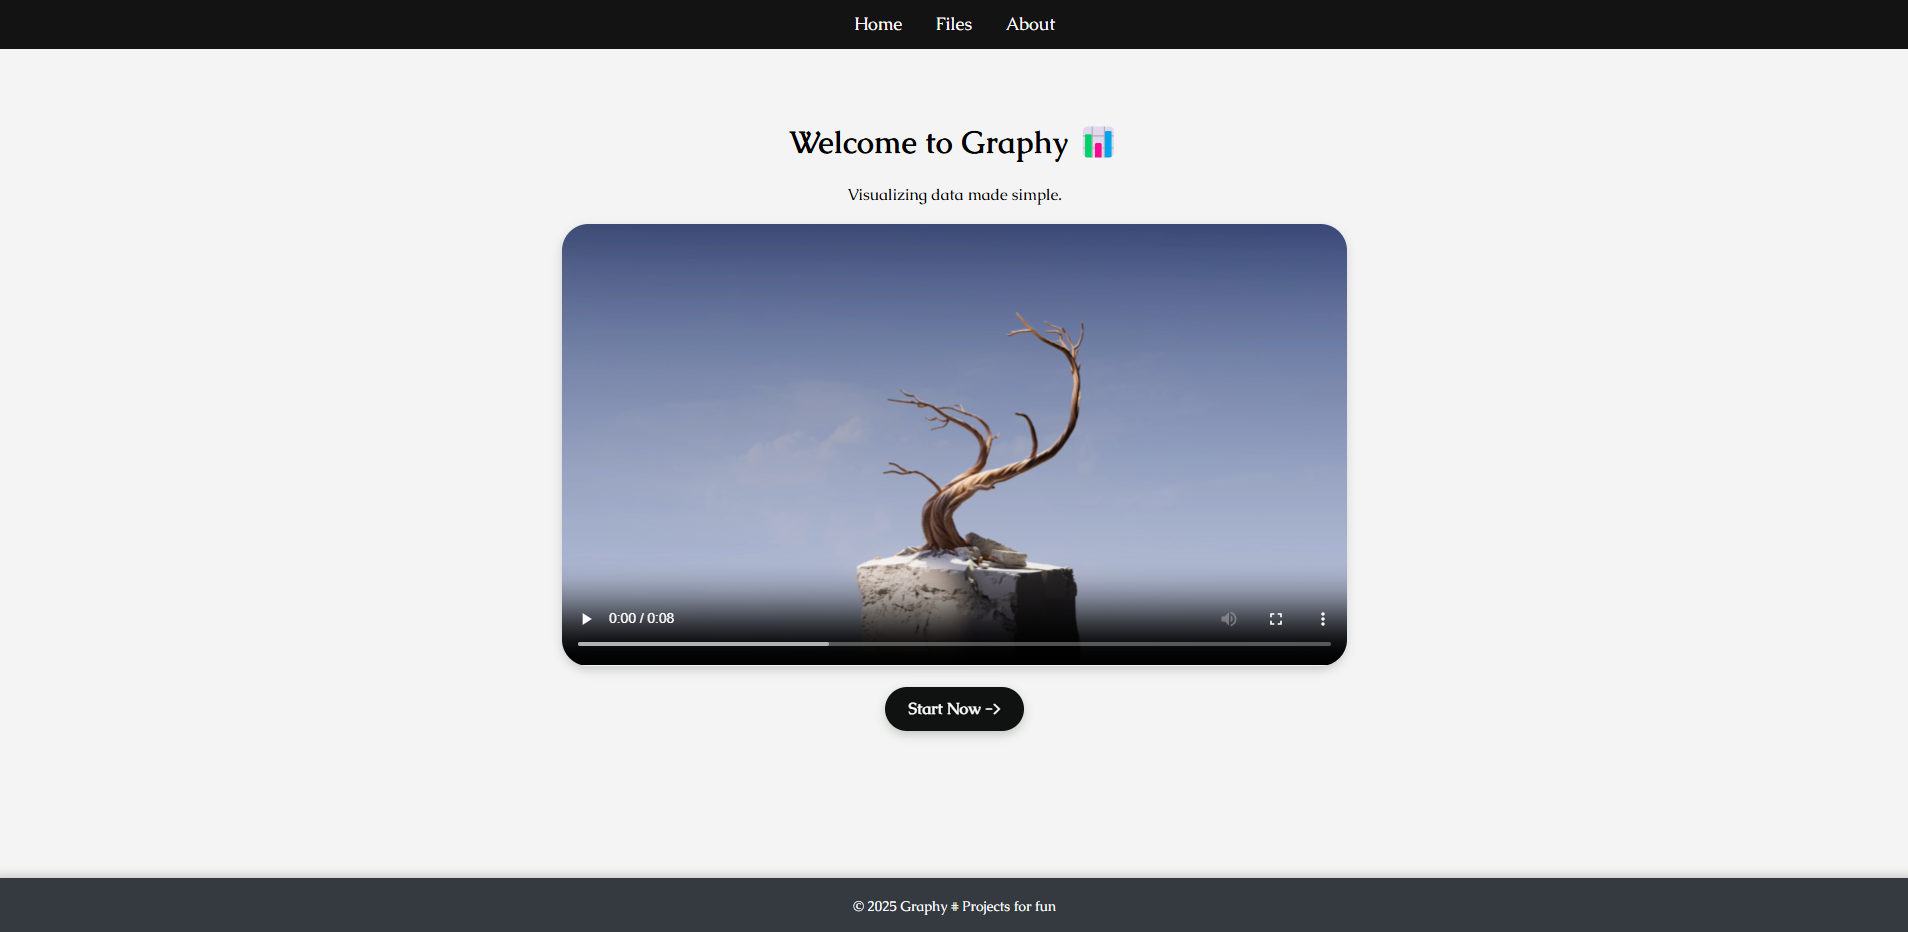 Home Files About
Welcome to Graphy 📊
Visualizing data made simple.
0:00 / 0:08
Start Now ->
© 2025 Graphy # Projects for fun